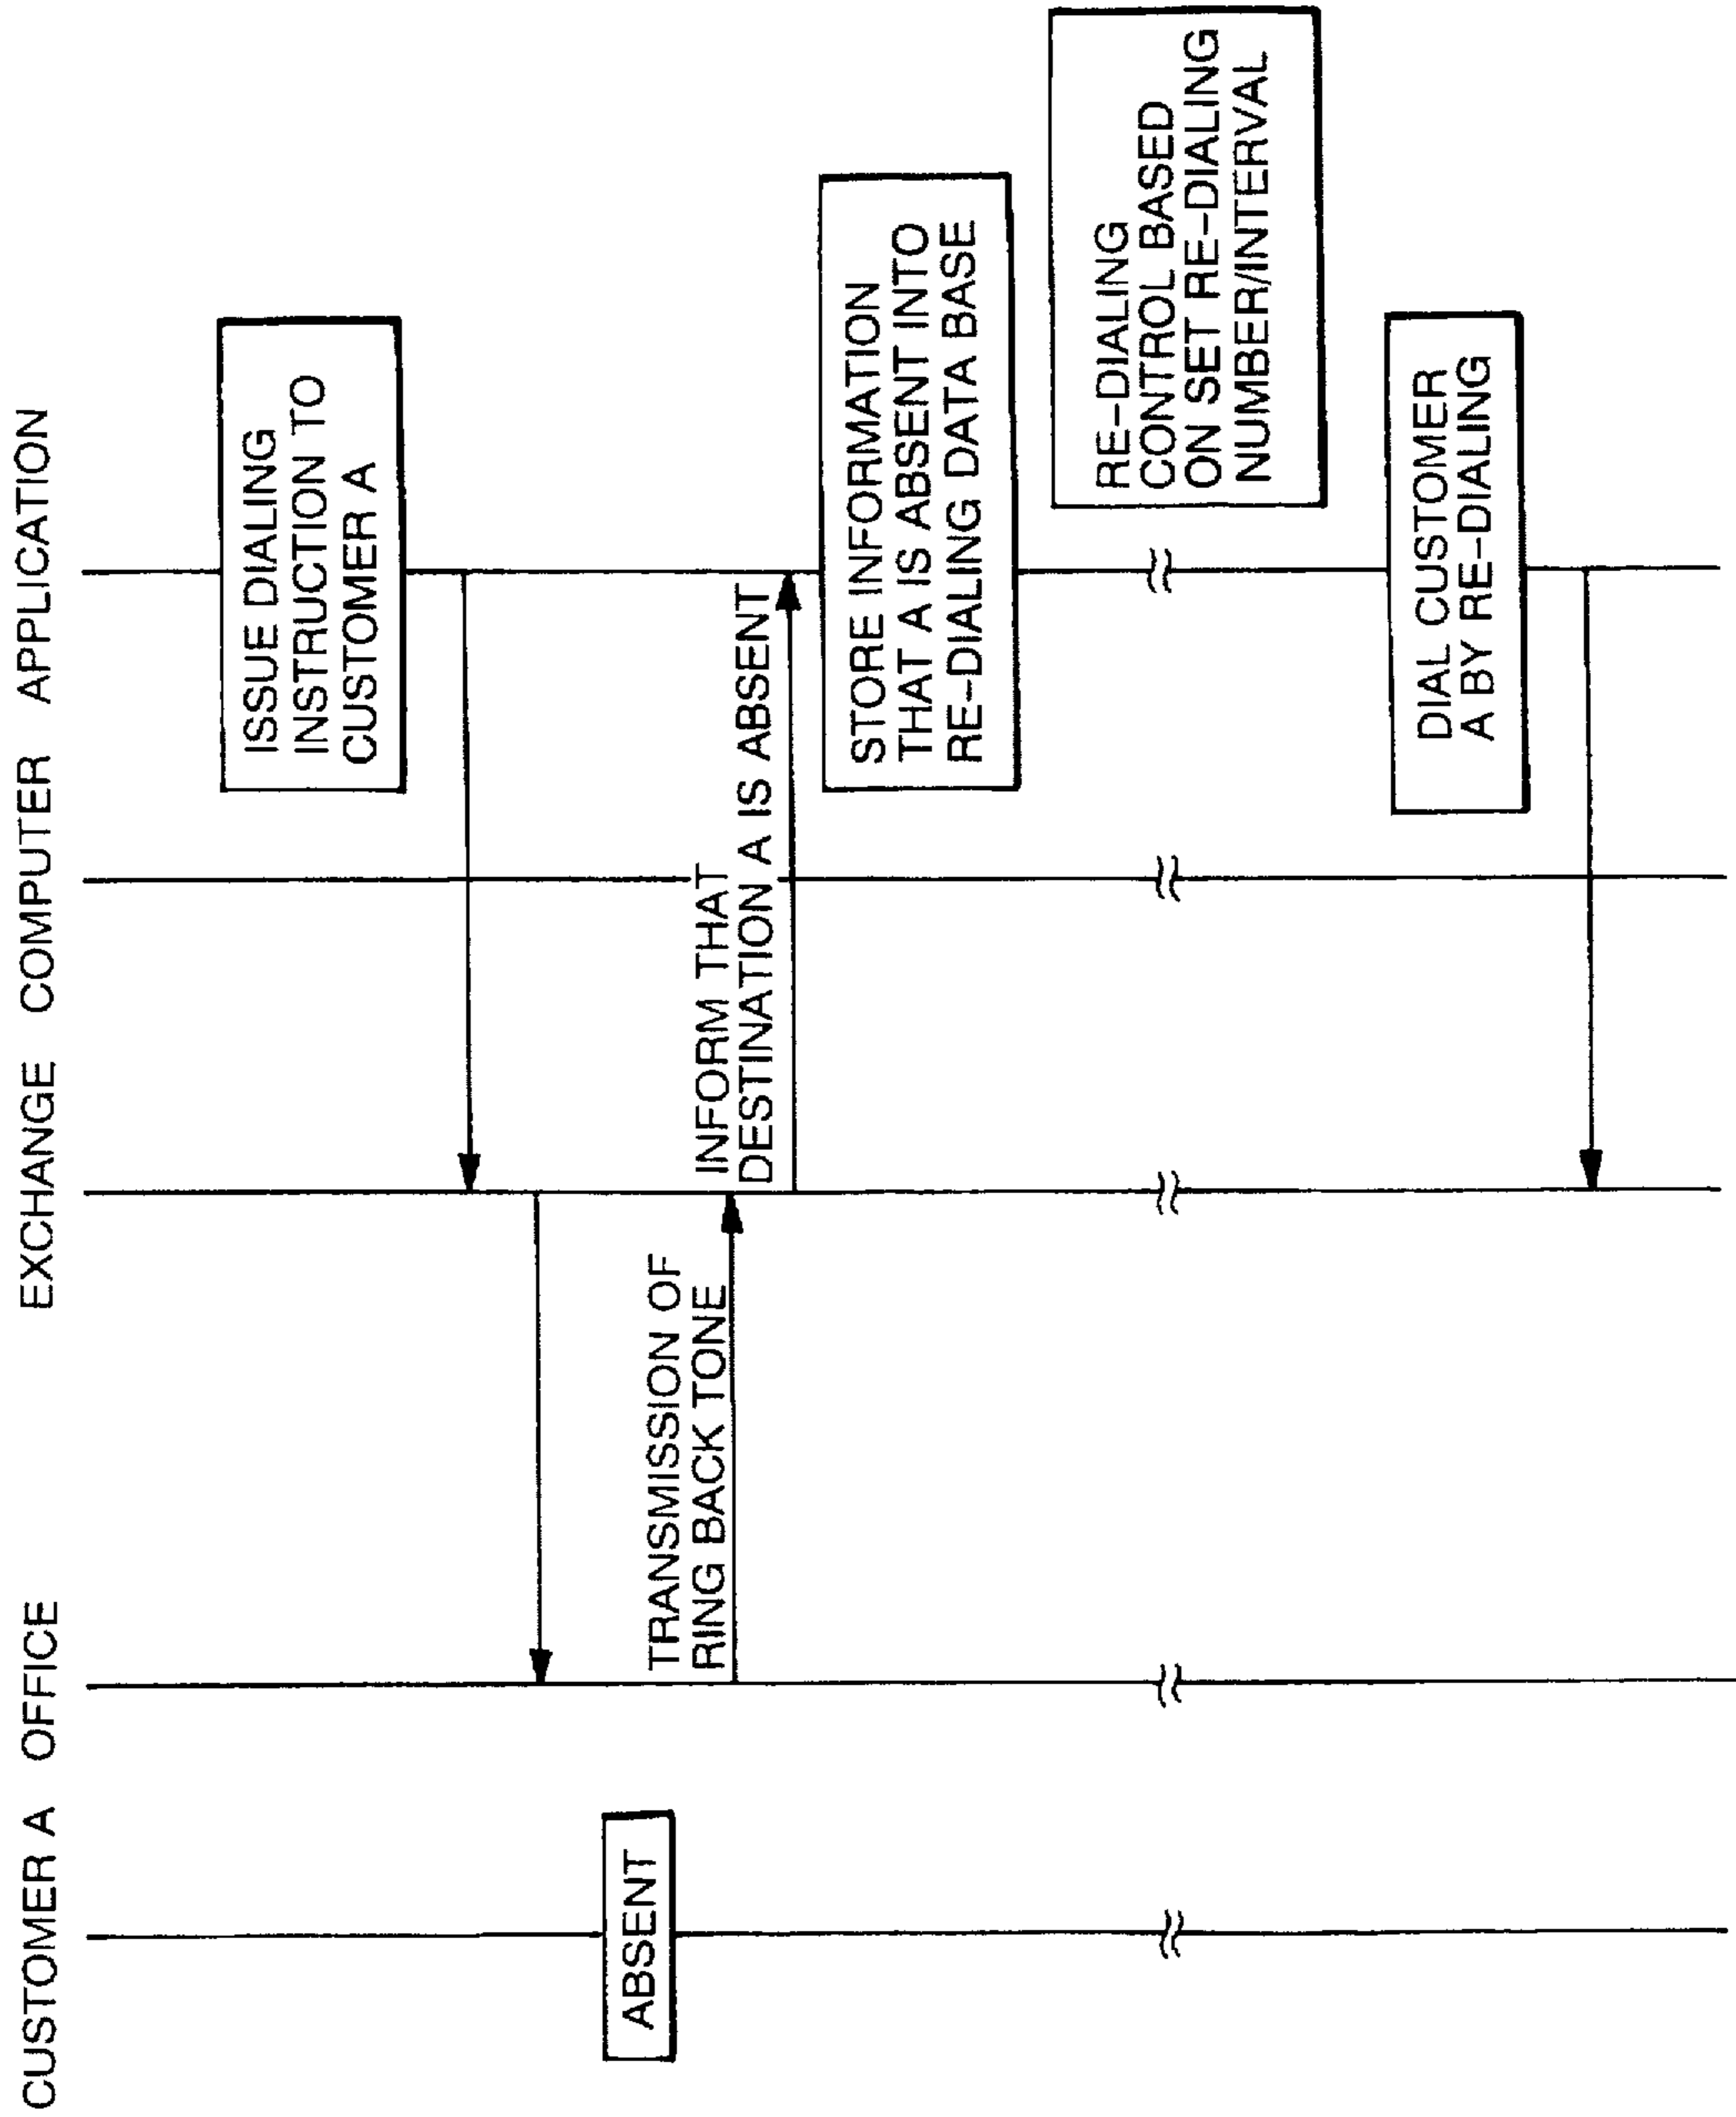 CUSTOMER A OFFICE EXCHANGE COMPUTER APPLICATION
ISSUE DIALING
INSTRUCTION TO
CUSTOMER A
ABSENT
TRANSMISSION OF
RING BACK TONE
INFORM THAT
DESTINATION A IS ABSENT
STORE INFORMATION
THAT A IS ABSENT INTO
RE-DIALING DATA BASE
RE-DIALING
CONTROL BASED
ON SET RE-DIALING
NUMBER/INTERVAL
DIAL CUSTOMER
A BY RE-DIALING